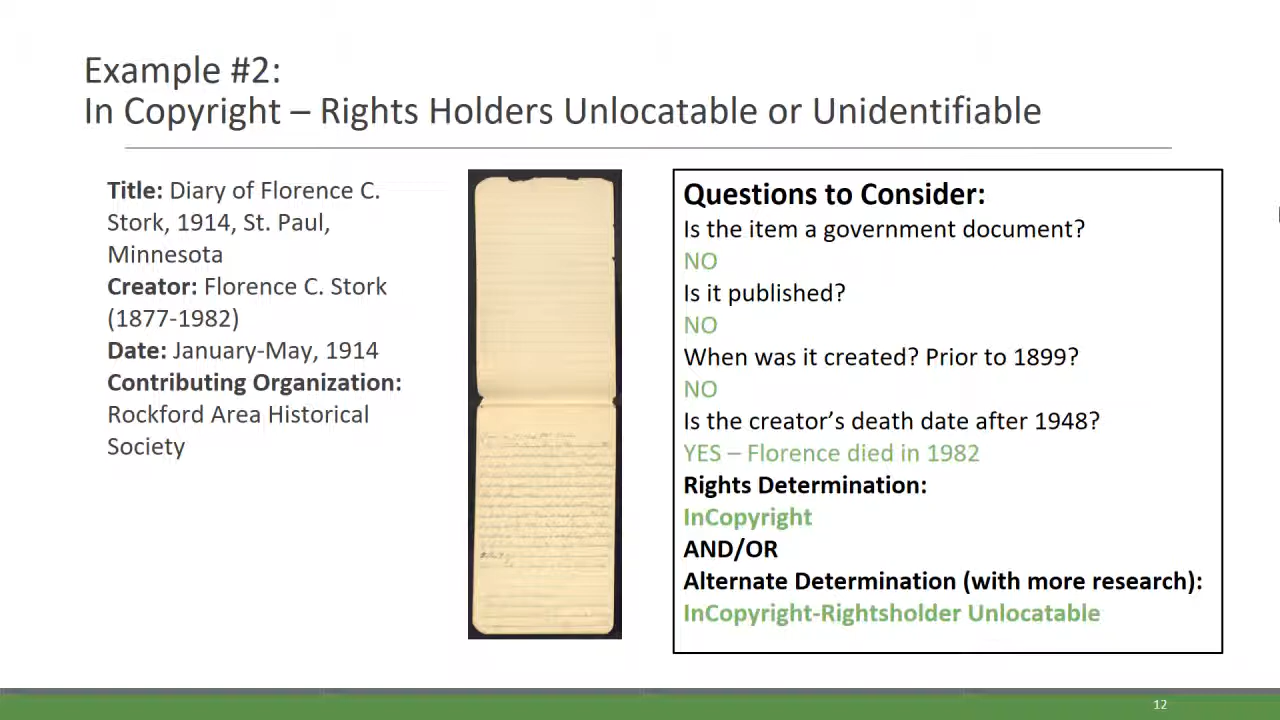 Example #2:
In Copyright – Rights Holders Unlocatable or Unidentifiable
Title: Diary of Florence C.
Stork, 1914, St. Paul,
Minnesota
Creator: Florence C. Stork
(1877-1982)
Date: January-May, 1914
Contributing Organization:
Rockford Area Historical
Society
Questions to Consider:
Is the item a government document?
NO
Is it published?
NO
When was it created? Prior to 1899?
NO
Is the creator’s death date after 1948?
YES – Florence died in 1982
Rights Determination:
InCopyright
AND/OR
Alternate Determination (with more research):
InCopyright-Rightsholder Unlocatable
12